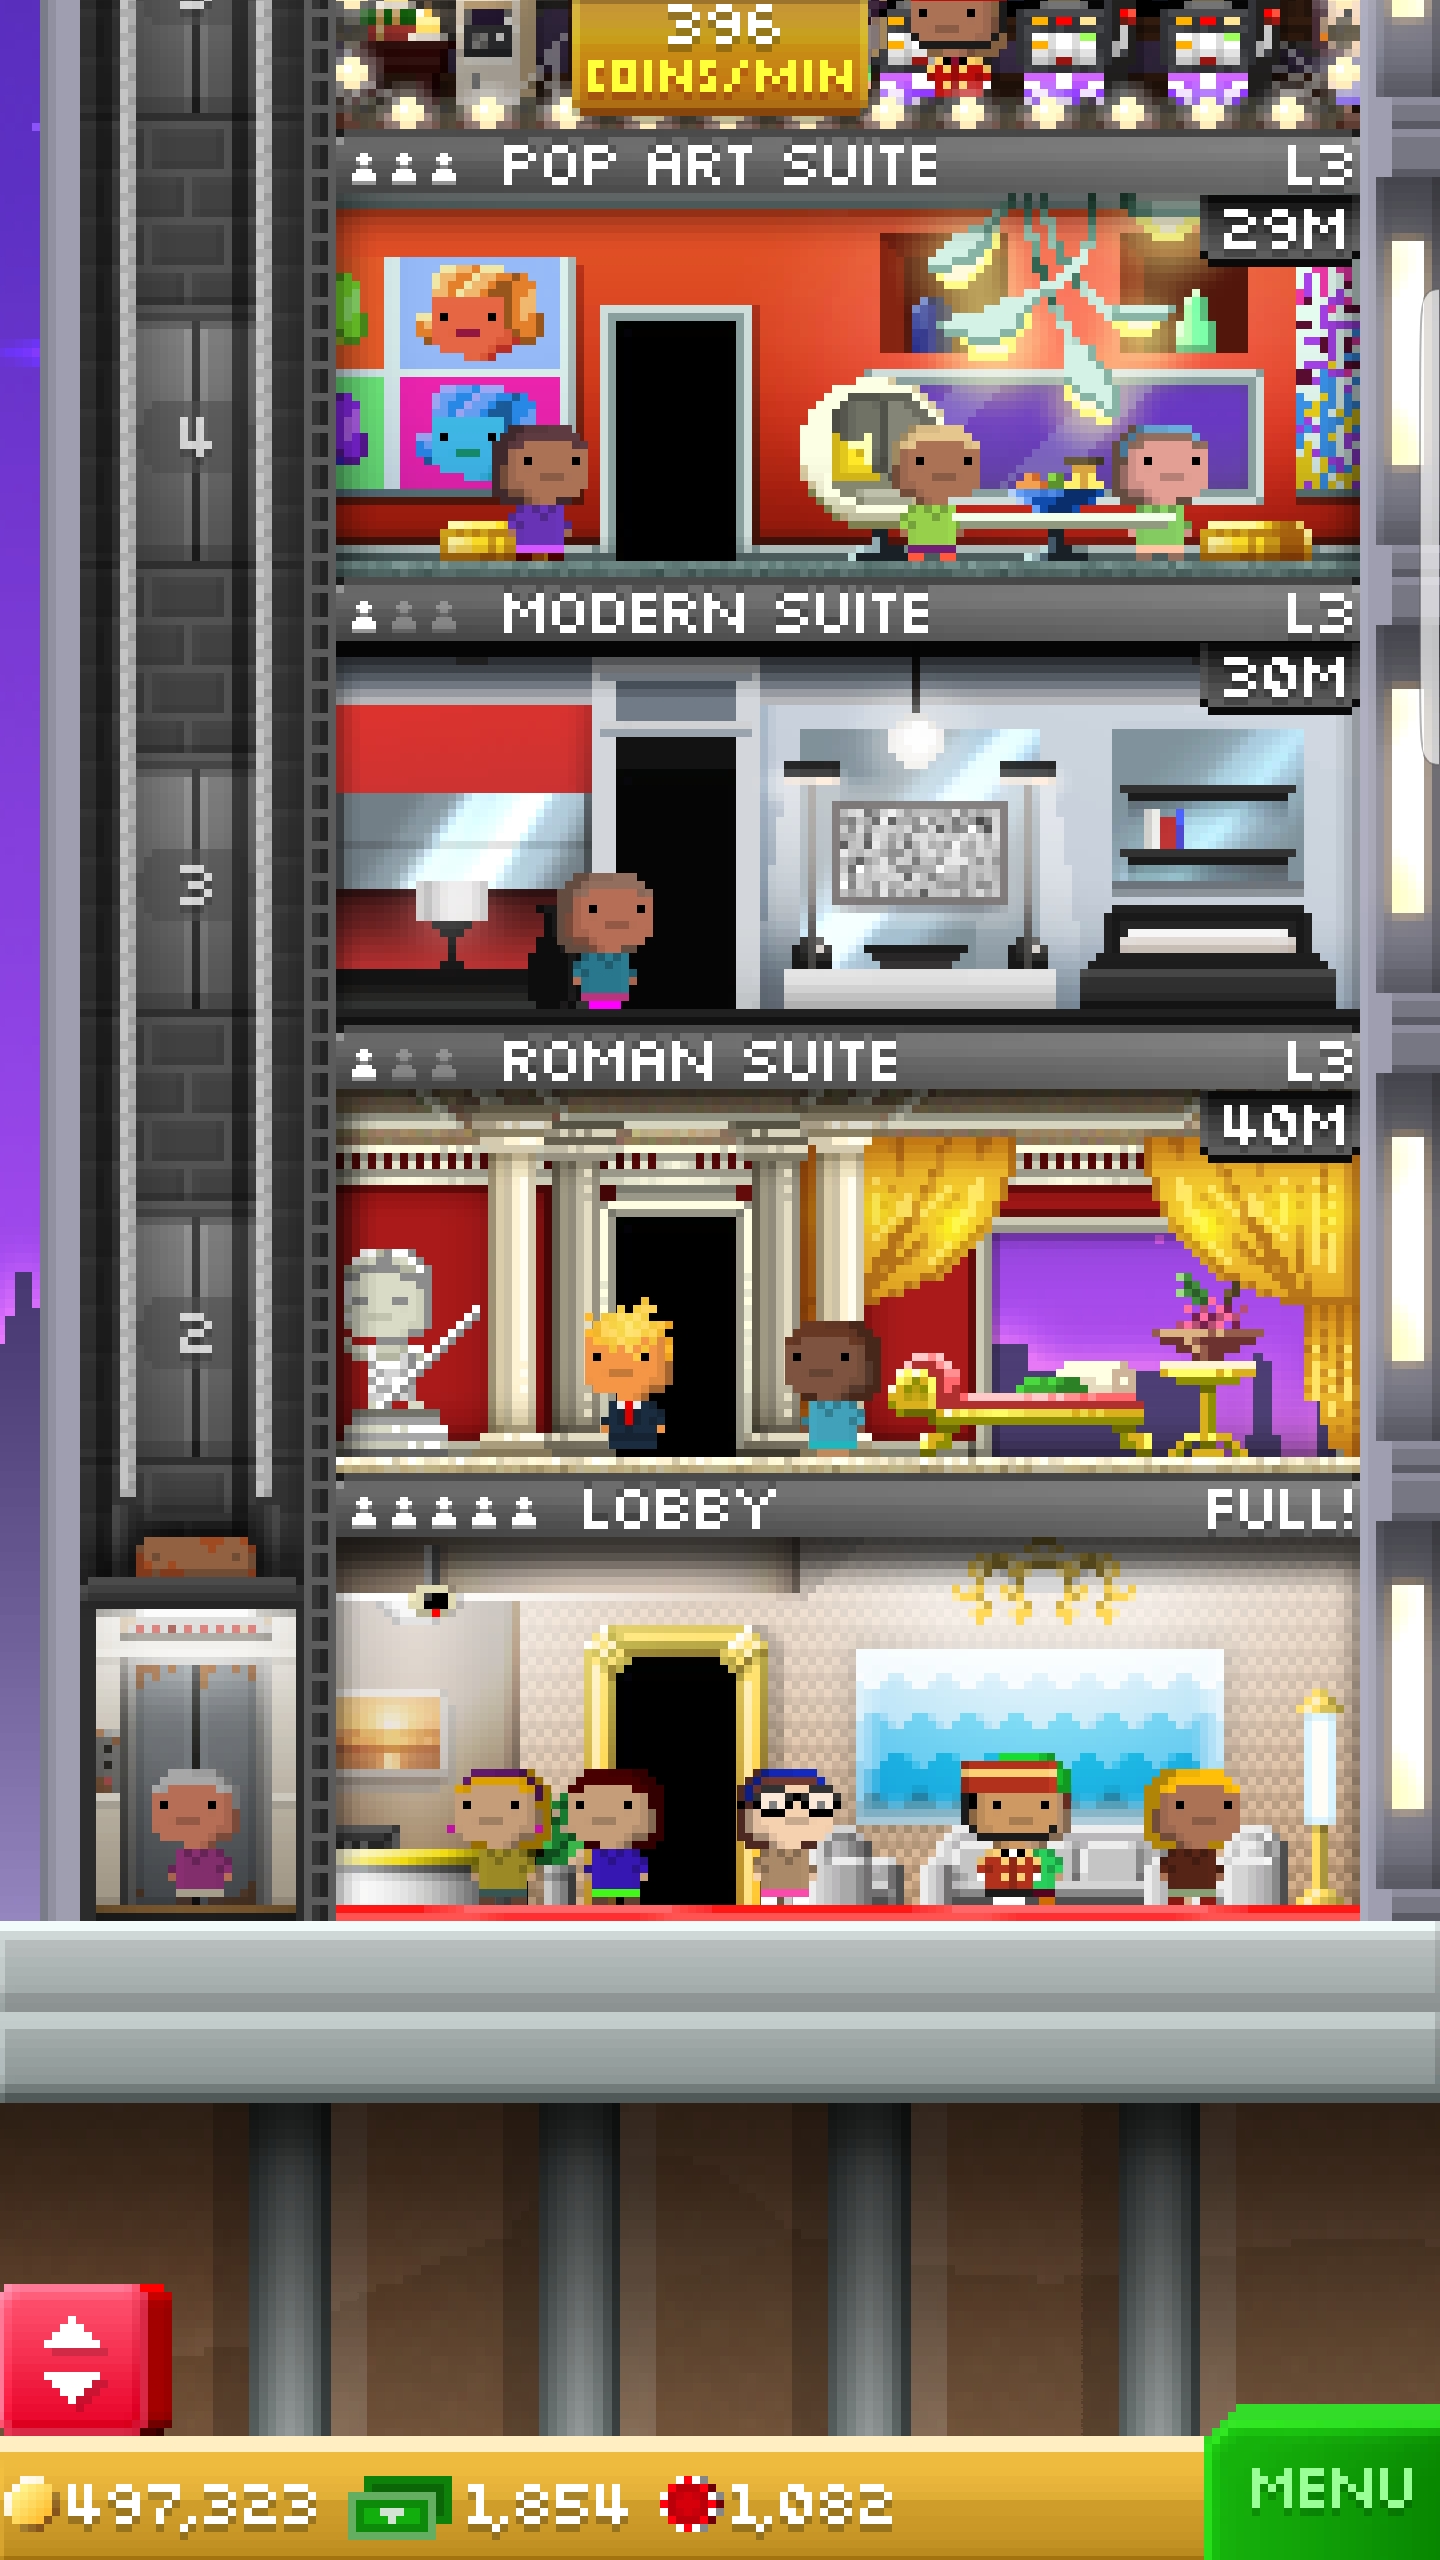 396
COINS/MIN
POP ART SUITE L3
29M
4
MODERN SUITE L3
30M
3
ROMAN SUITE L3
40M
2
LOBBY FULL!
497,323 1,854 1,082 MENU